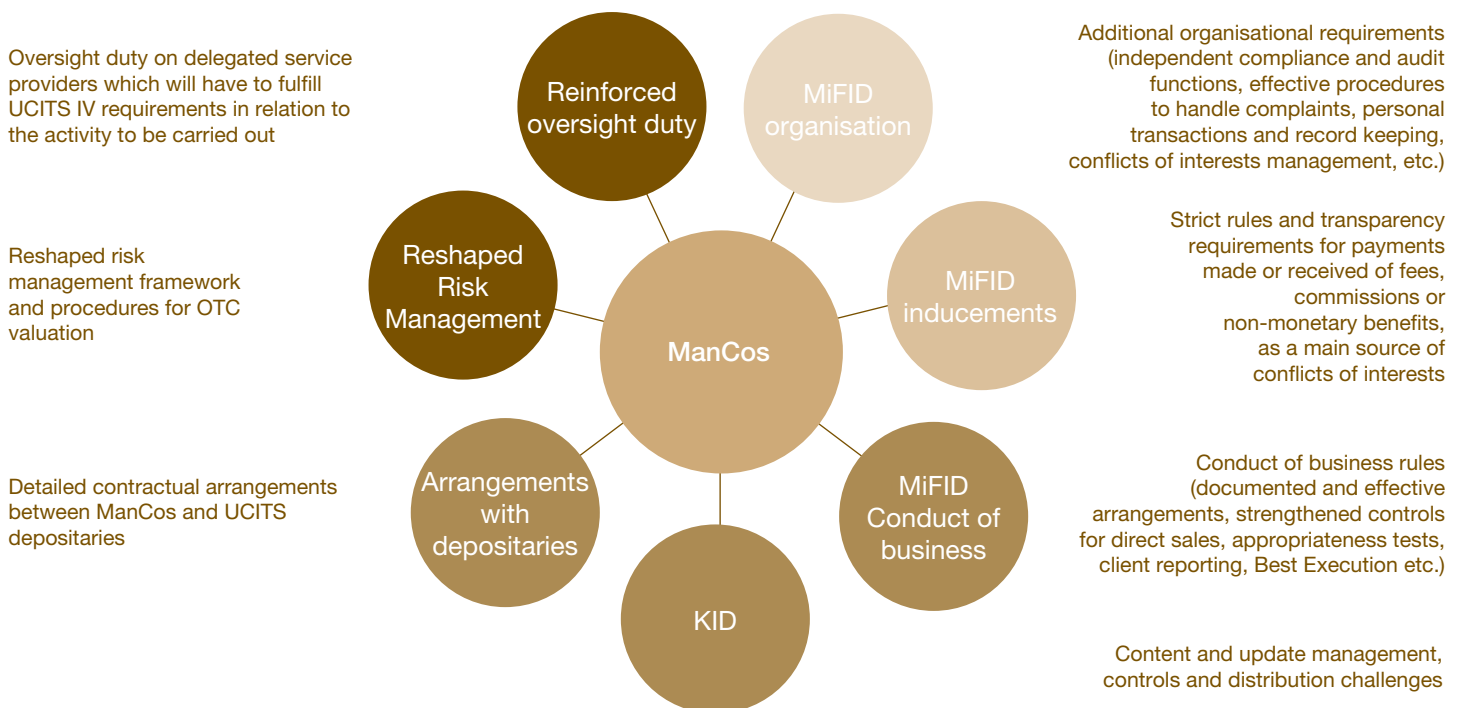 Oversight duty on delegated service
providers which will have to fulfill
UCITS IV requirements in relation to
the activity to be carried out
Reinforced
oversight duty
MiFID
organisation
Additional organisational requirements
(independent compliance and audit
functions, effective procedures
to handle complaints, personal
transactions and record keeping,
conflicts of interests management, etc.)
Reshaped risk
management framework
and procedures for OTC
valuation
Reshaped
Risk
Management
ManCos
MiFID
inducements
Strict rules and transparency
requirements for payments
made or received of fees,
commissions or
non-monetary benefits,
as a main source of
conflicts of interests
Detailed contractual arrangements
between ManCos and UCITS
depositaries
Arrangements
with
depositaries
MiFID
Conduct of
business
Conduct of business rules
(documented and effective
arrangements, strengthened controls
for direct sales, appropriateness tests,
client reporting, Best Execution etc.)
KID
Content and update management,
controls and distribution challenges